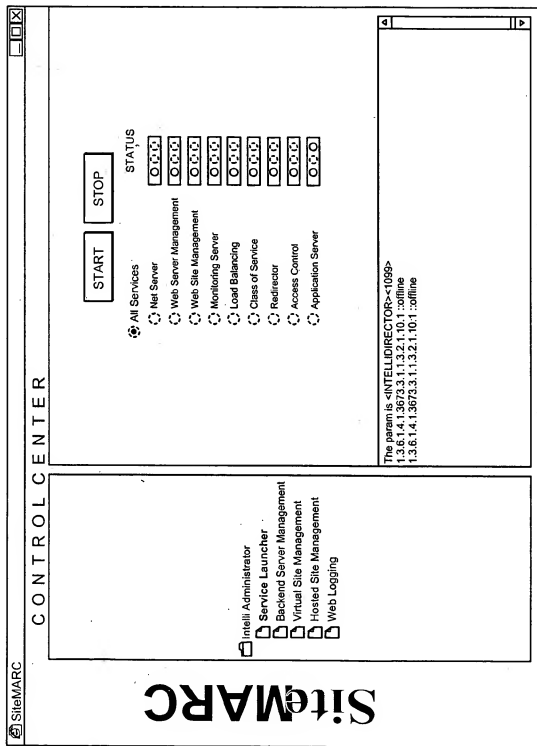 SiteMARC
CONTROL CENTER
SiteMARC
Intelli Administrator
Service Launcher
Backend Server Management
Virtual Site Management
Hosted Site Management
Web Logging
START
STOP
All Services
STATUS
Net Server
Web Server Management
Web Site Management
Monitoring Server
Load Balancing
Class of Service
Redirector
Access Control
Application Server
The param is <INTELLIDIRECTOR><1099>
1.3.6.1.4.1.3673.3.1.1.3.2.1.10.1 ::offline
1.3.6.1.4.1.3673.3.1.1.3.2.1.10:1 ::offline